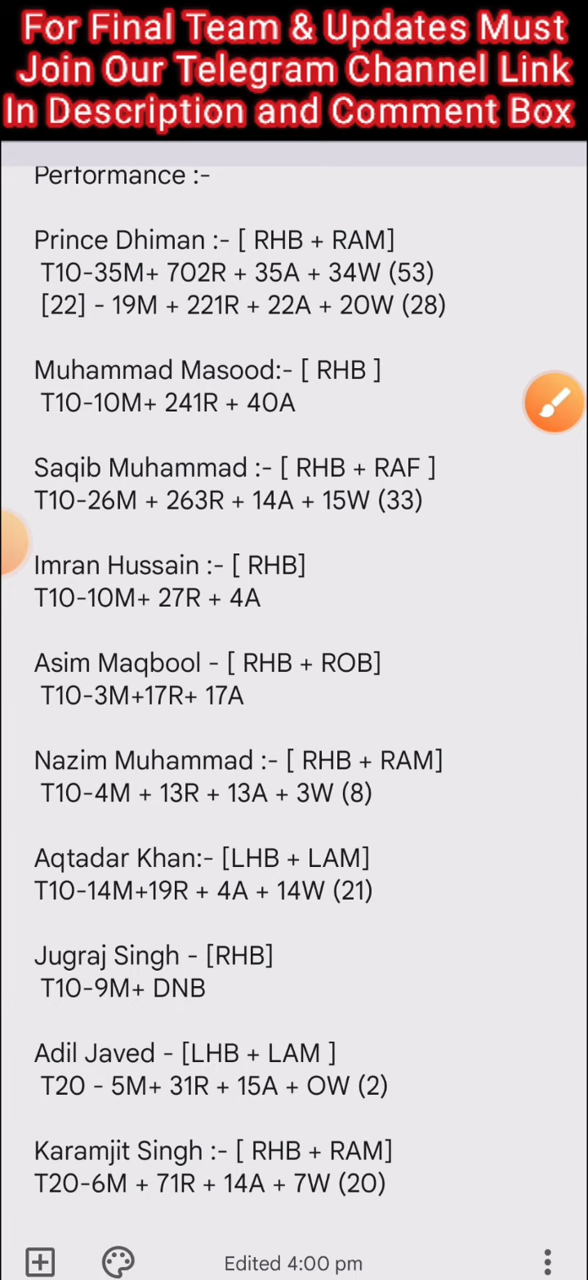 For Final Team & Updates Must
Join Our Telegram Channel Link
In Description and Comment Box
Performance :-
Prince Dhiman :- [ RHB + RAM]
T10-35M+ 702R + 35A + 34W (53)
[22] - 19M + 221R + 22A + 20W (28)
Muhammad Masood:- [ RHB ]
T10-10M+ 241R + 40A
Saqib Muhammad :- [ RHB + RAF ]
T10-26M + 263R + 14A + 15W (33)
Imran Hussain :- [ RHB]
T10-10M+ 27R + 4A
Asim Maqbool - [ RHB + ROB]
T10-3M+17R+ 17A
Nazim Muhammad :- [ RHB + RAM]
T10-4M + 13R + 13A + 3W (8)
Aqtadar Khan:- [LHB + LAM]
T10-14M+19R + 4A + 14W (21)
Jugraj Singh - [RHB]
T10-9M+ DNB
Adil Javed - [LHB + LAM ]
T20 - 5M+ 31R + 15A + 0W (2)
Karamjit Singh :- [ RHB + RAM]
T20-6M + 71R + 14A + 7W (20)
Edited 4:00 pm